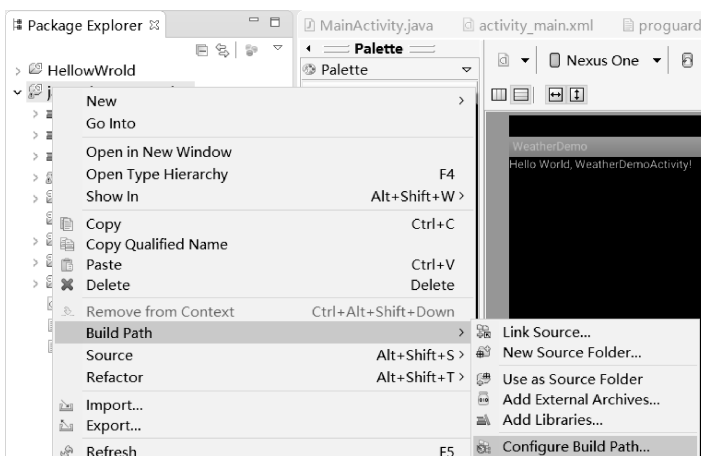 Package Explorer
MainActivity.java
activity_main.xml
proguard
Palette
Palette
Nexus One
HellowWrold
WeatherDemo
Hello World, WeatherDemoActivity!
New
Go Into
Open in New Window
Open Type Hierarchy F4
Show In Alt+Shift+W
Copy Ctrl+C
Copy Qualified Name
Paste Ctrl+V
Delete Delete
Remove from Context Ctrl+Alt+Shift+Down
Build Path
Source Alt+Shift+S
Refactor Alt+Shift+T
Import...
Export...
Refresh F5
Link Source...
New Source Folder...
Use as Source Folder
Add External Archives...
Add Libraries...
Configure Build Path...